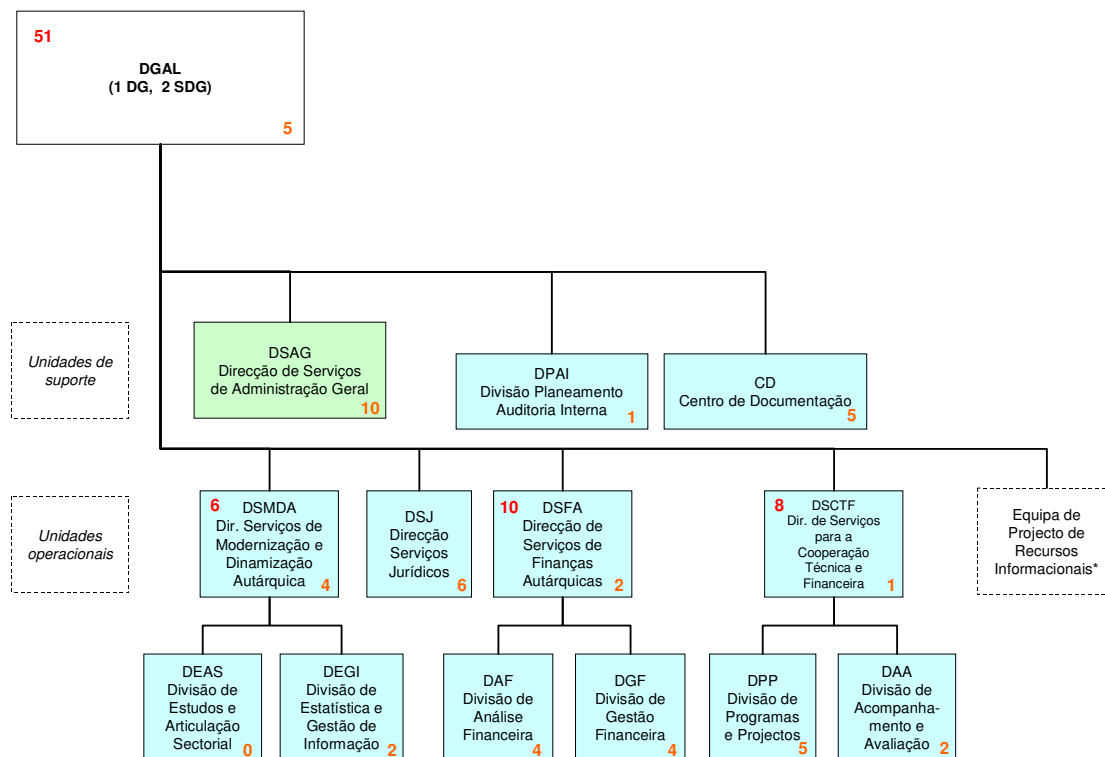 51
DGAL
(1 DG, 2 SDG)
5
Unidades de
suporte
DSAG
Direcção de Serviços
de Administração Geral
10
DPAI
Divisão Planeamento
Auditoria Interna
1
CD
Centro de Documentação
5
Unidades
operacionais
6
DSMDA
Dir. Serviços de
Modernização e
Dinamização
Autárquica
4
DSJ
Direcção
Serviços
Jurídicos
6
10
DSFA
Direcção de
Serviços de
Finanças
Autárquicas
2
8
DSCTF
Dir. de Serviços
para a
Cooperação
Técnica e
Financeira
1
Equipa de
Projecto de
Recursos
Informacionais*
DEAS
Divisão de
Estudos e
Articulação
Sectorial
0
DEGI
Divisão de
Estatística e
Gestão de
Informação
2
DAF
Divisão de
Análise
Financeira
4
DGF
Divisão de
Gestão
Financeira
4
DPP
Divisão de
Programas
e Projectos
5
DAA
Divisão de
Acompanha-
mento e
Avaliação
2